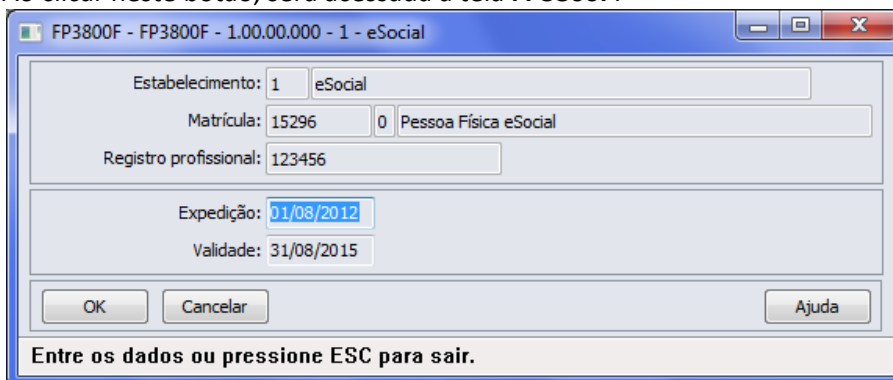 FP3800F - FP3800F - 1.00.00.000 - 1 - eSocial
Estabelecimento: 1 eSocial
Matrícula: 15296 0 Pessoa Física eSocial
Registro profissional: 123456
Expedição: 01/08/2012
Validade: 31/08/2015
OK Cancelar Ajuda
Entre os dados ou pressione ESC para sair.